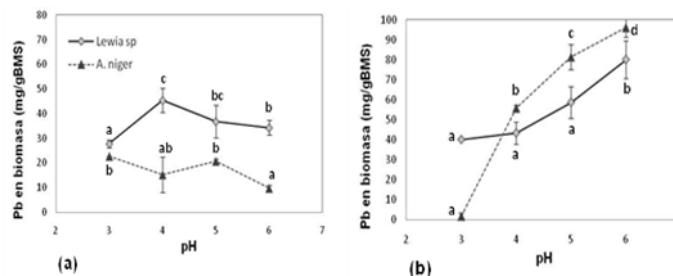 80
70
60
50
40
30
20
10
0
Pb en biomasa (mg/gBMS)
Lewia sp
A. niger
a
c
bc
b
b
ab
b
a
2
3
4
5
6
7
pH
(a)
100
90
80
70
60
50
40
30
20
10
0
Pb en biomasa (mg/gBMS)
a
a
b
a
c
a
d
b
2
3
4
5
6
pH
(b)